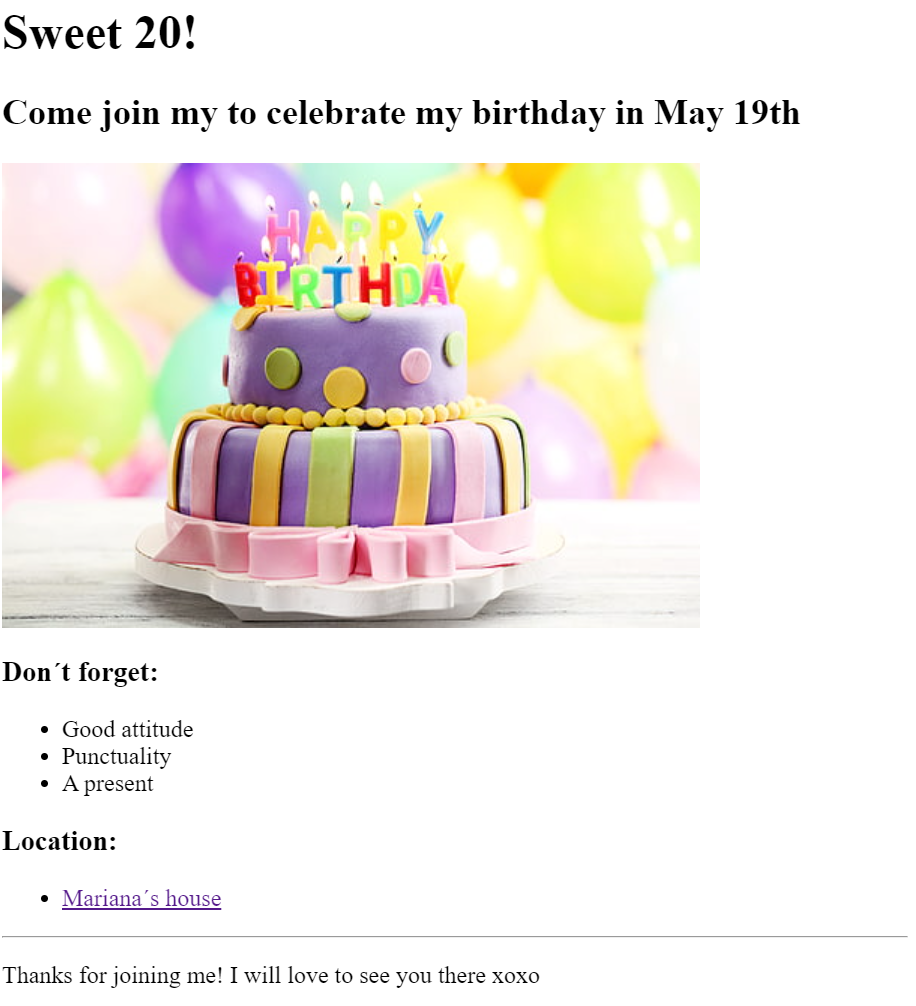 Sweet 20!
Come join my to celebrate my birthday in May 19th
HAPPY
BIRTHDAY
Don´t forget:
Good attitude
Punctuality
A present
Location:
Mariana´s house
Thanks for joining me! I will love to see you there xoxo